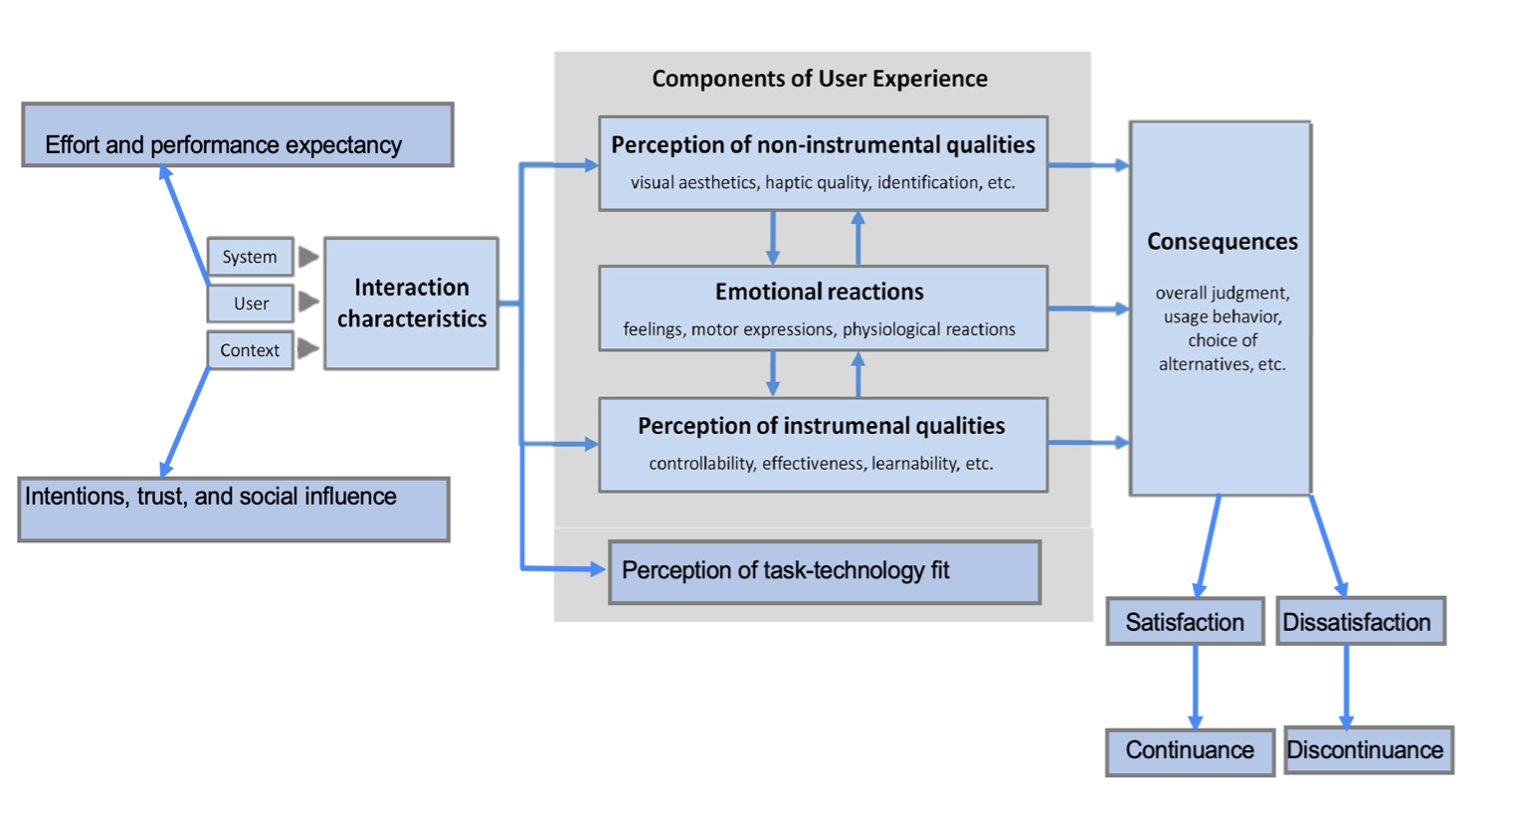 Components of User Experience
Effort and performance expectancy
System
User
Context
Interaction
characteristics
Perception of non-instrumental qualities
visual aesthetics, haptic quality, identification, etc.
Emotional reactions
feelings, motor expressions, physiological reactions
Perception of instrumenal qualities
controllability, effectiveness, learnability, etc.
Consequences
overall judgment,
usage behavior,
choice of
alternatives, etc.
Intentions, trust, and social influence
Perception of task-technology fit
Satisfaction
Dissatisfaction
Continuance
Discontinuance